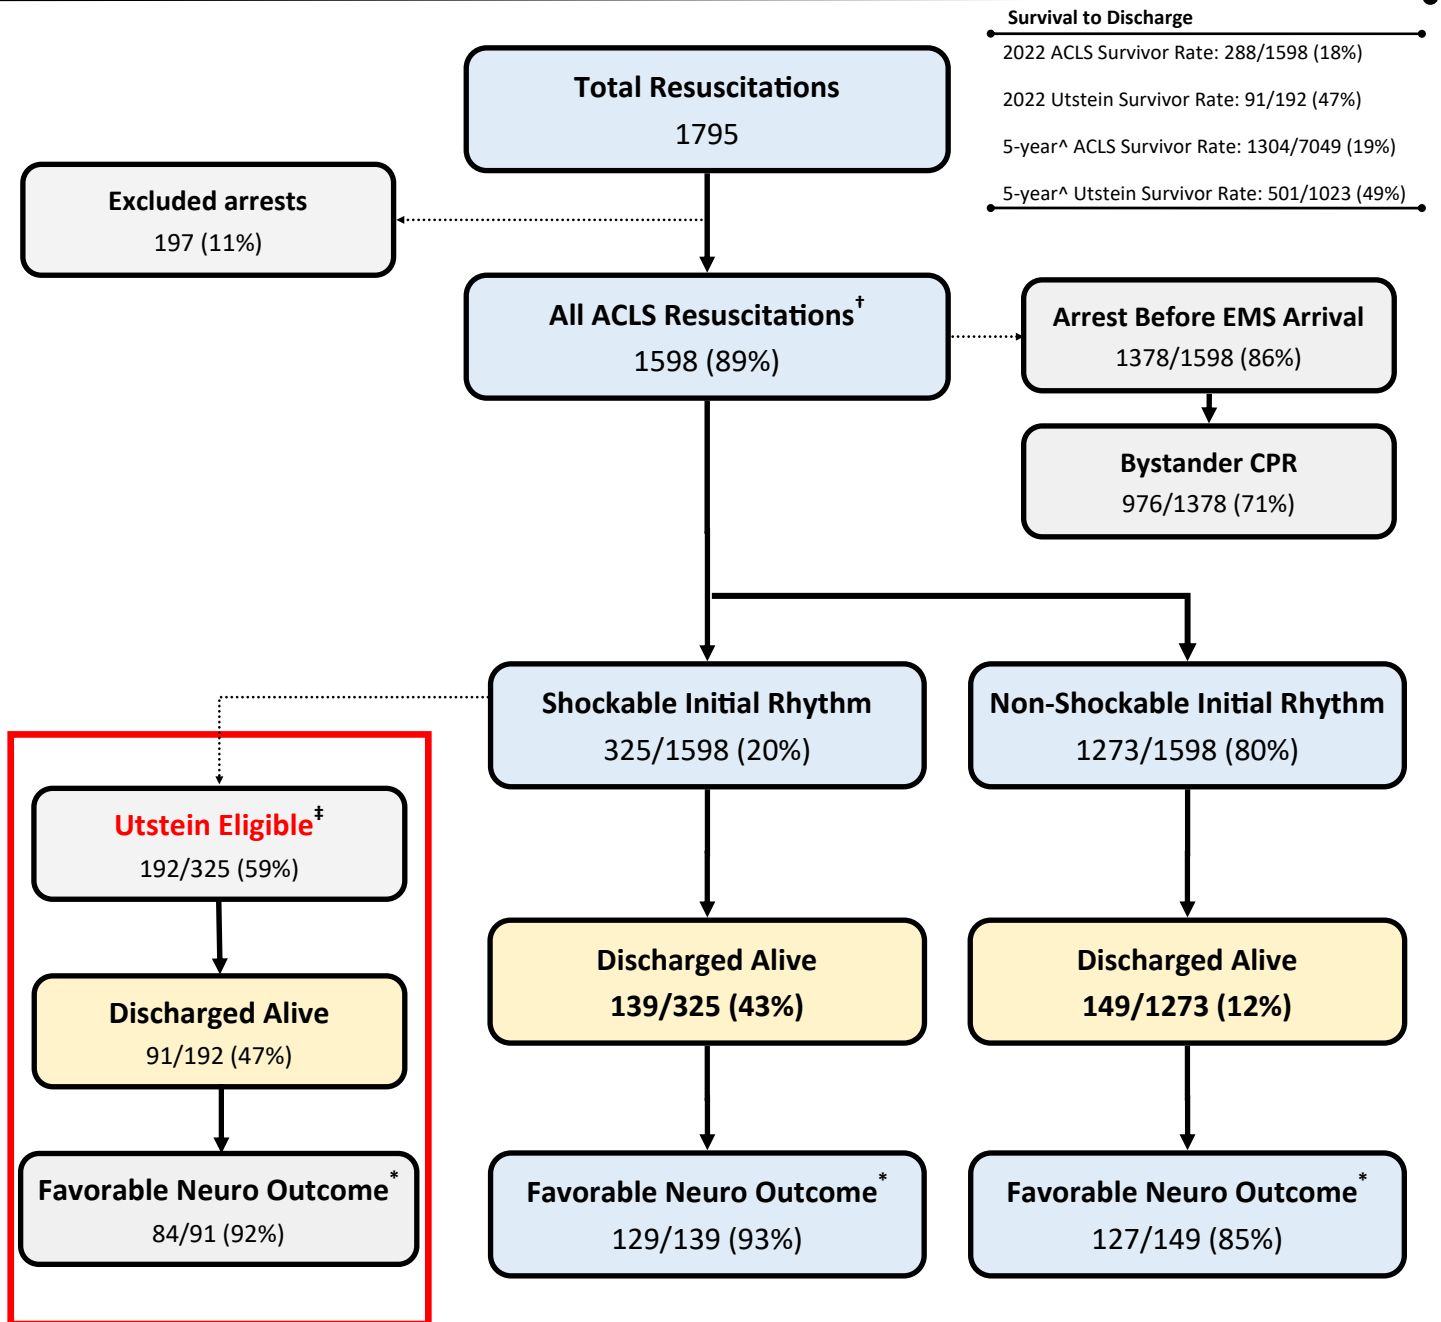 Survival to Discharge
2022 ACLS Survivor Rate: 288/1598 (18%)
2022 Utstein Survivor Rate: 91/192 (47%)
5-year^ ACLS Survivor Rate: 1304/7049 (19%)
5-year^ Utstein Survivor Rate: 501/1023 (49%)
Total Resuscitations
1795
Excluded arrests
197 (11%)
All ACLS Resuscitations†
1598 (89%)
Arrest Before EMS Arrival
1378/1598 (86%)
Bystander CPR
976/1378 (71%)
Shockable Initial Rhythm
325/1598 (20%)
Non-Shockable Initial Rhythm
1273/1598 (80%)
Utstein Eligible‡
192/325 (59%)
Discharged Alive
91/192 (47%)
Favorable Neuro Outcome*
84/91 (92%)
Discharged Alive
139/325 (43%)
Favorable Neuro Outcome*
129/139 (93%)
Discharged Alive
149/1273 (12%)
Favorable Neuro Outcome*
127/149 (85%)